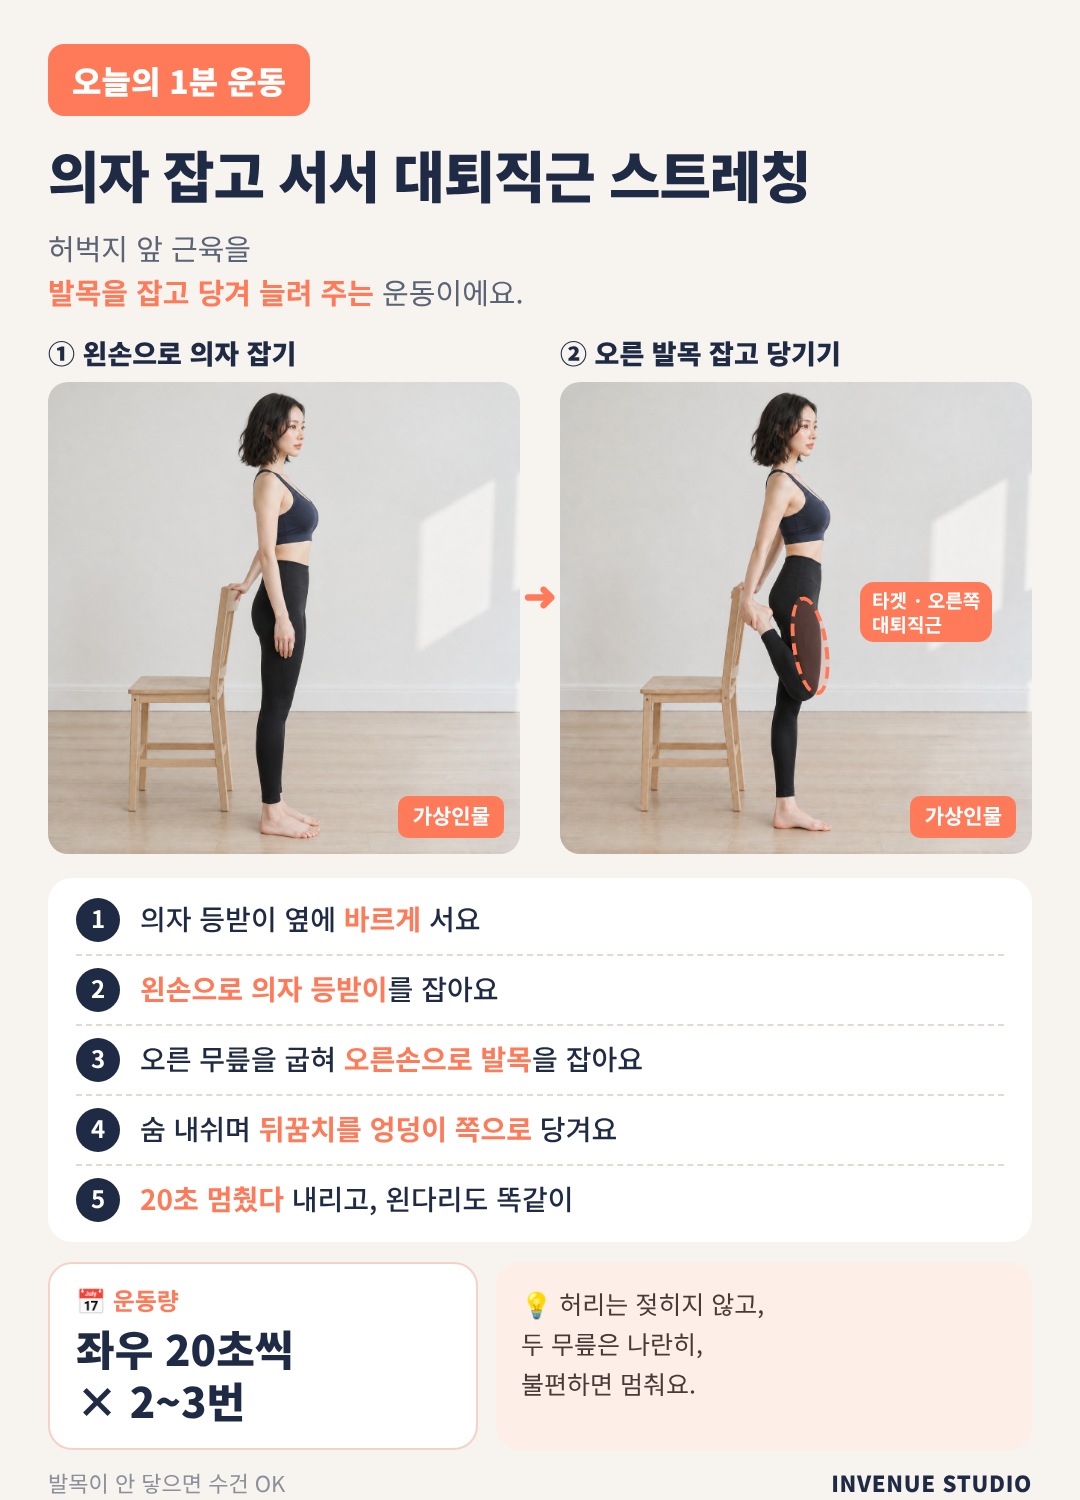 오늘의 1분 운동
의자 잡고 서서 대퇴직근 스트레칭
허벅지 앞 근육을
발목을 잡고 당겨 늘려 주는 운동이에요.
① 왼손으로 의자 잡기
② 오른 발목 잡고 당기기
➜
타겟 · 오른쪽
대퇴직근
가상인물
가상인물
1 의자 등받이 옆에 바르게 서요
2 왼손으로 의자 등받이를 잡아요
3 오른 무릎을 굽혀 오른손으로 발목을 잡아요
4 숨 내쉬며 뒤꿈치를 엉덩이 쪽으로 당겨요
5 20초 멈췄다 내리고, 왼다리도 똑같이
📅 운동량
좌우 20초씩
× 2~3번
💡 허리는 젖히지 않고,
두 무릎은 나란히,
불편하면 멈춰요.
발목이 안 닿으면 수건 OK
INVENUE STUDIO